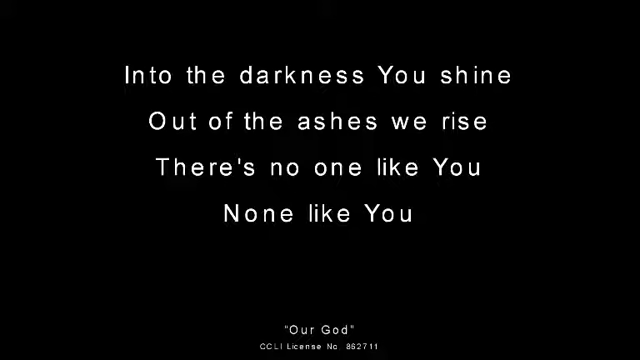 Into the darkness You shine
Out of the ashes we rise
There's no one like You
None like You
"Our God"
CCLI License No. 862711